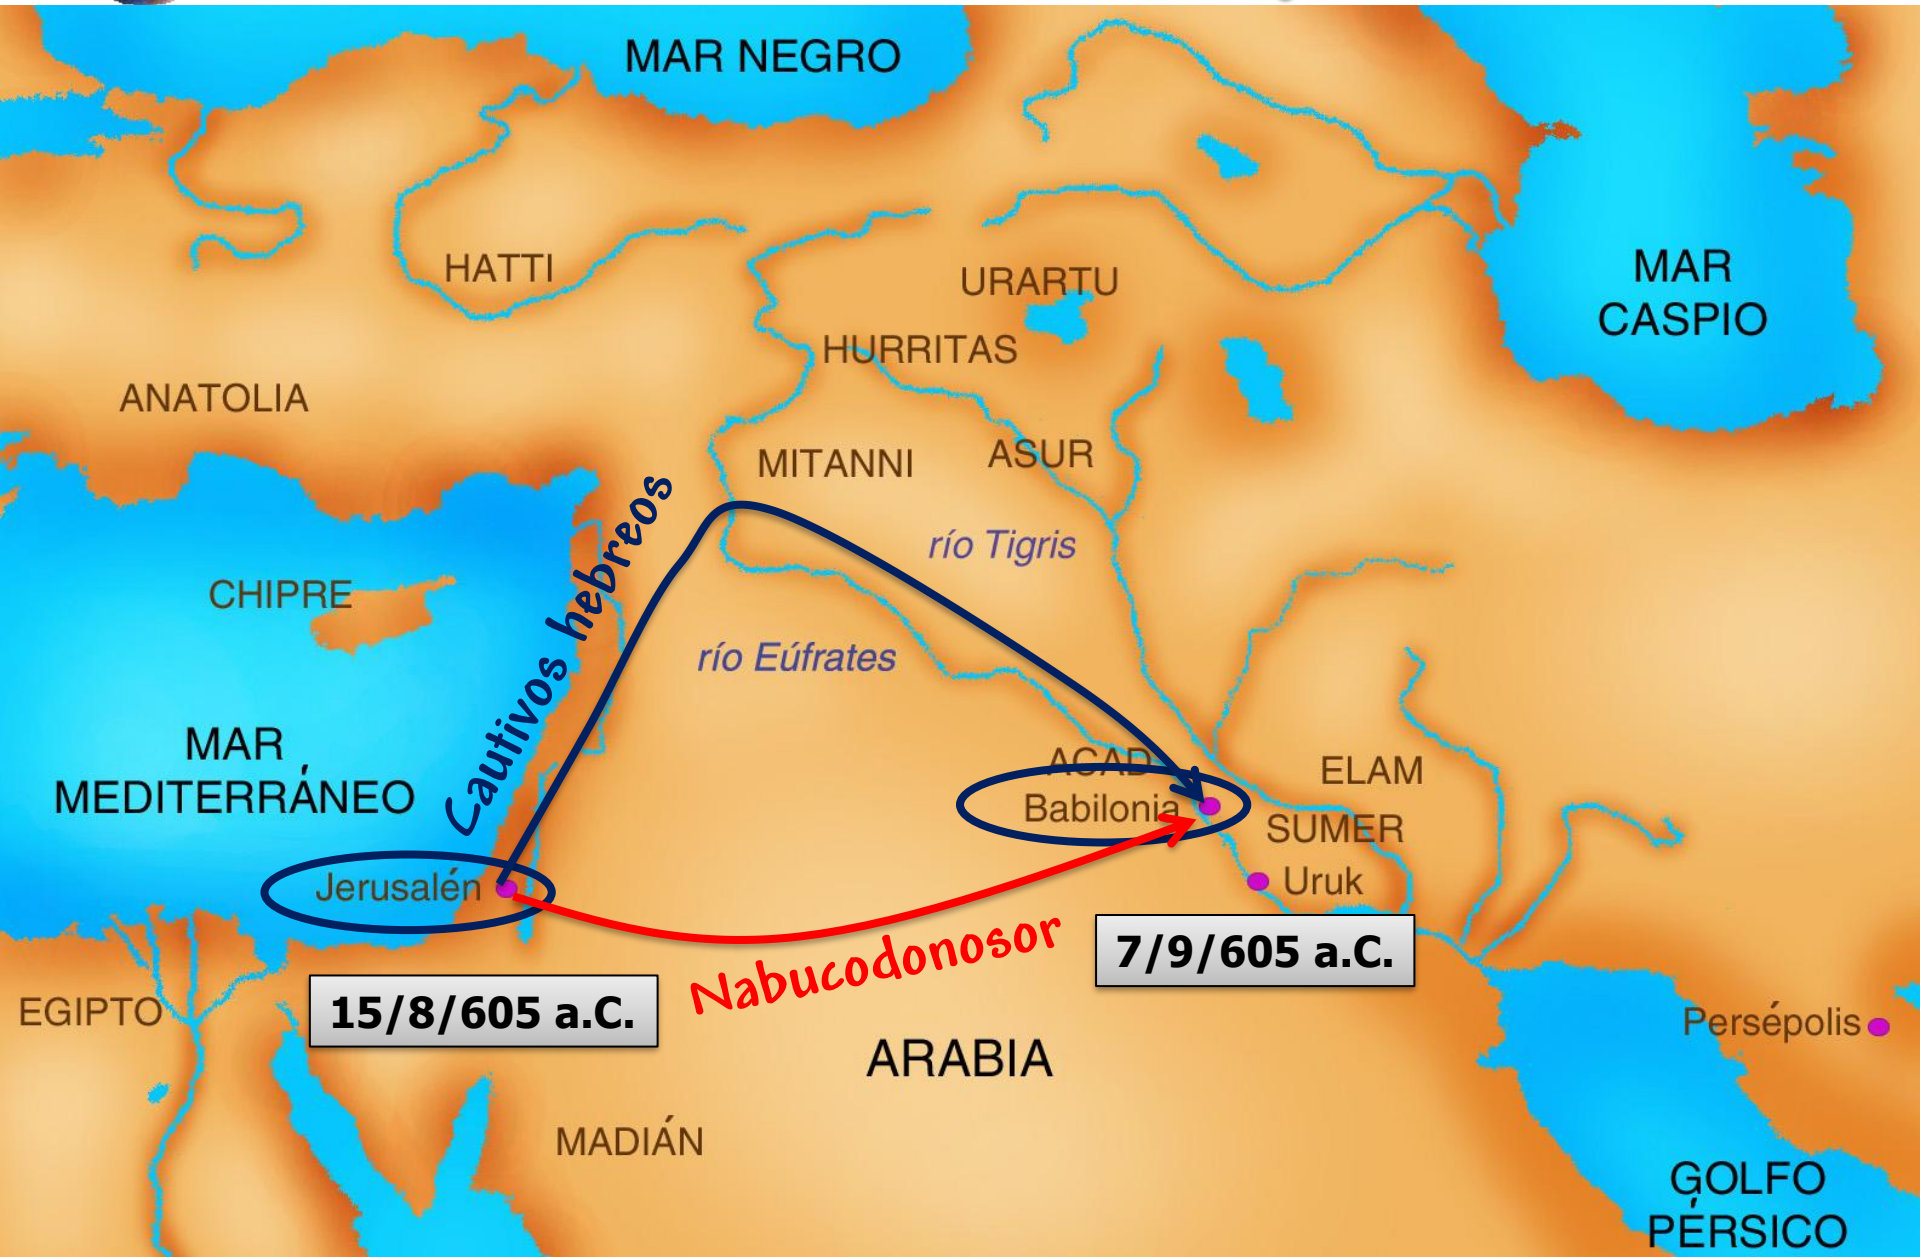 MAR NEGRO
HATTI
URARTU
MAR
CASPIO
HURRITAS
ANATOLIA
MITANNI
ASUR
río Tigris
Cautivos hebreos
CHIPRE
río Eúfrates
MAR
MEDITERRÁNEO
ACAD
ELAM
Babilonia
SUMER
Jerusalén
Uruk
Nabucodonosor
7/9/605 a.C.
EGIPTO
15/8/605 a.C.
Persépolis
ARABIA
MADIÁN
GOLFO
PÉRSICO